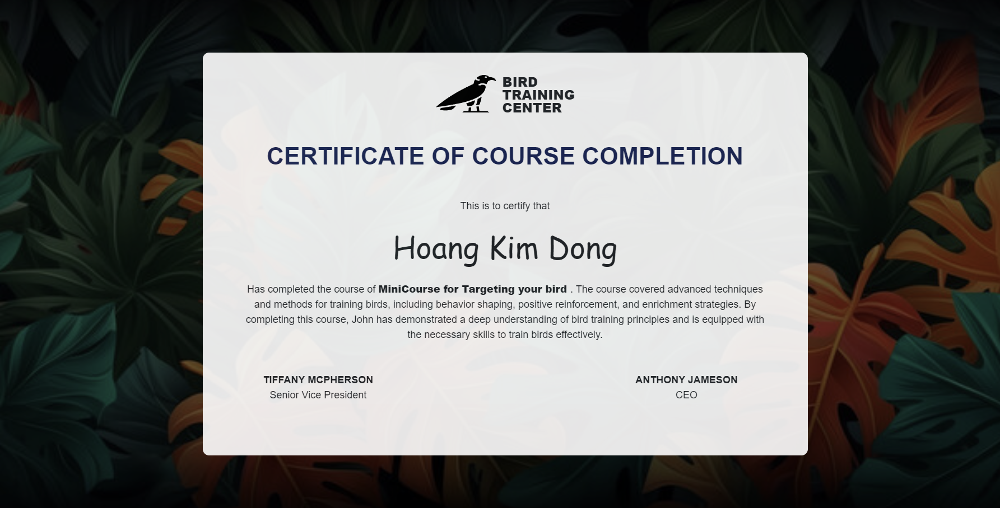 BIRD
TRAINING
CENTER
CERTIFICATE OF COURSE COMPLETION
This is to certify that
Hoang Kim Dong
Has completed the course of MiniCourse for Targeting your bird . The course covered advanced techniques
and methods for training birds, including behavior shaping, positive reinforcement, and enrichment strategies. By
completing this course, John has demonstrated a deep understanding of bird training principles and is equipped with
the necessary skills to train birds effectively.
TIFFANY MCPHERSON
Senior Vice President
ANTHONY JAMESON
CEO